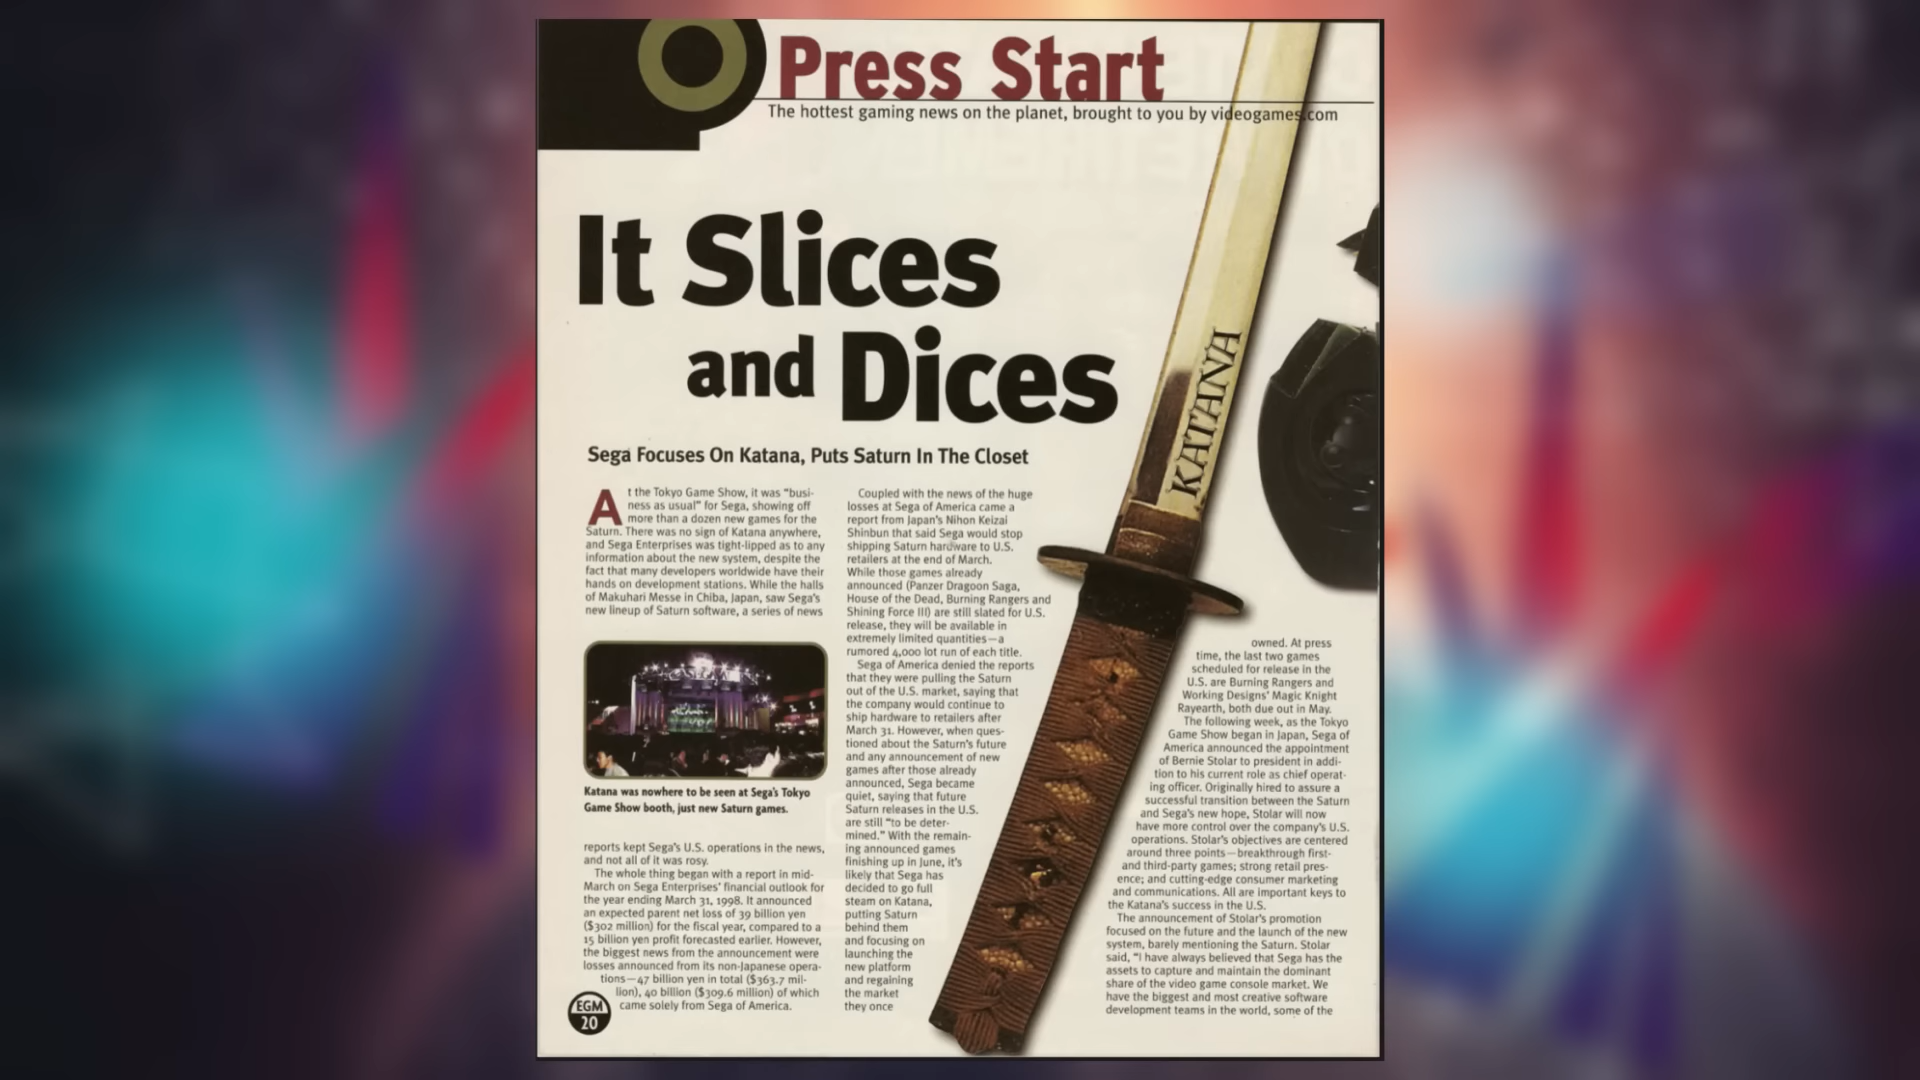 Press Start
The hottest gaming news on the planet, brought to you by videogames.com
It Slices
and Dices
KATANA
Sega Focuses On Katana, Puts Saturn In The Closet
At the Tokyo Game Show, it was "busi-
ness as usual" for Sega, showing off
more than a dozen new games for the
Saturn. There was no sign of Katana anywhere,
and Sega Enterprises was tight-lipped as to any
information about the new system, despite the
fact that many developers worldwide have their
hands on development stations. While the halls
of Makuhari Messe in Chiba, Japan, saw Sega's
new lineup of Saturn software, a series of news
Katana was nowhere to be seen at Sega's Tokyo
Game Show booth, just new Saturn games.
reports kept Sega's U.S. operations in the news,
and not all of it was rosy.
The whole thing began with a report in mid-
March on Sega Enterprises' financial outlook for
the year ending March 31, 1998. It announced
an expected parent net loss of 39 billion yen
($302 million) for the fiscal year, compared to a
15 billion yen profit forecasted earlier. However,
the biggest news from the announcement were
losses announced from its non-Japanese opera-
tions—47 billion yen in total ($363.7 mil-
lion), 40 billion ($309.6 million) of which
came solely from Sega of America.
EGM
20
Coupled with the news of the huge
losses at Sega of America came a
report from Japan's Nihon Keizai
Shinbun that said Sega would stop
shipping Saturn hardware to U.S.
retailers at the end of March.
While those games already
announced (Panzer Dragoon Saga,
House of the Dead, Burning Rangers and
Shining Force III) are still slated for U.S.
release, they will be available in
extremely limited quantities—a
rumored 4,000 lot run of each title.
Sega of America denied the reports
that they were pulling the Saturn
out of the U.S. market, saying that
the company would continue to
ship hardware to retailers after
March 31. However, when ques-
tioned about the Saturn's future
and any announcement of new
games after those already
announced, Sega became
quiet, saying that future
Saturn releases in the U.S.
are still "to be deter-
mined." With the remain-
ing announced games
finishing up in June, it's
likely that Sega has
decided to go full
steam on Katana,
putting Saturn
behind them
and focusing on
launching the
new platform
and regaining
the market
they once
owned. At press
time, the last two games
scheduled for release in the
U.S. are Burning Rangers and
Working Designs' Magic Knight
Rayearth, both due out in May.
The following week, as the Tokyo
Game Show began in Japan, Sega of
America announced the appointment
of Bernie Stolar to president in addi-
tion to his current role as chief operat-
ing officer. Originally hired to assure a
successful transition between the Saturn
and Sega's new hope, Stolar will now
have more control over the company's U.S.
operations. Stolar's objectives are centered
around three points—breakthrough first-
and third-party games; strong retail pres-
ence; and cutting-edge consumer marketing
and communications. All are important keys to
the Katana's success in the U.S.
The announcement of Stolar's promotion
focused on the future and the launch of the new
system, barely mentioning the Saturn. Stolar
said, "I have always believed that Sega has the
assets to capture and maintain the dominant
share of the video game console market. We
have the biggest and most creative software
development teams in the world, some of the